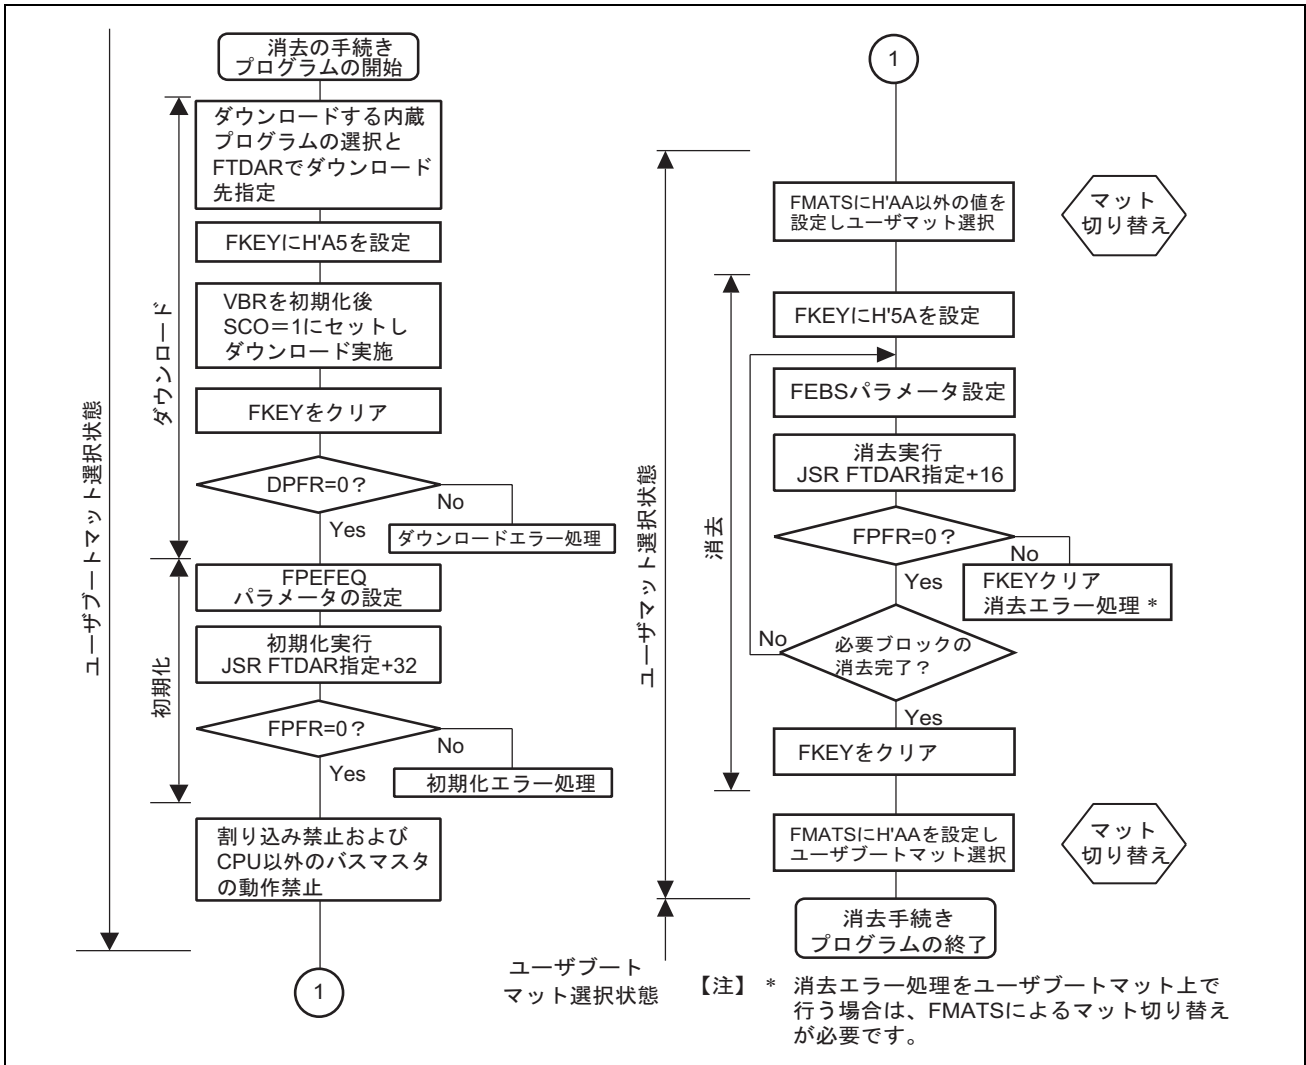 消去の手続き
プログラムの開始
ダウンロードする内蔵
プログラムの選択と
FTDARでダウンロード
先指定
FKEYにH'A5を設定
VBRを初期化後
SCO＝1にセットし
ダウンロード実施
FKEYをクリア
DPFR=0？
No
Yes
ダウンロードエラー処理
FPEFEQ
パラメータの設定
初期化実行
JSR FTDAR指定+32
FPFR=0？
No
Yes
初期化エラー処理
割り込み禁止および
CPU以外のバスマスタ
の動作禁止
1
ダウンロード
初期化
ユーザブートマット選択状態
1
FMATSにH'AA以外の値を
設定しユーザマット選択
マット
切り替え
FKEYにH'5Aを設定
FEBSパラメータ設定
消去実行
JSR FTDAR指定+16
FPFR=0？
No
Yes
FKEYクリア
消去エラー処理 *
No
必要ブロックの
消去完了？
Yes
FKEYをクリア
FMATSにH'AAを設定し
ユーザブートマット選択
マット
切り替え
消去手続き
プログラムの終了
消去
ユーザマット選択状態
ユーザブート
マット選択状態
【注】 * 消去エラー処理をユーザブートマット上で
行う場合は、FMATSによるマット切り替え
が必要です。